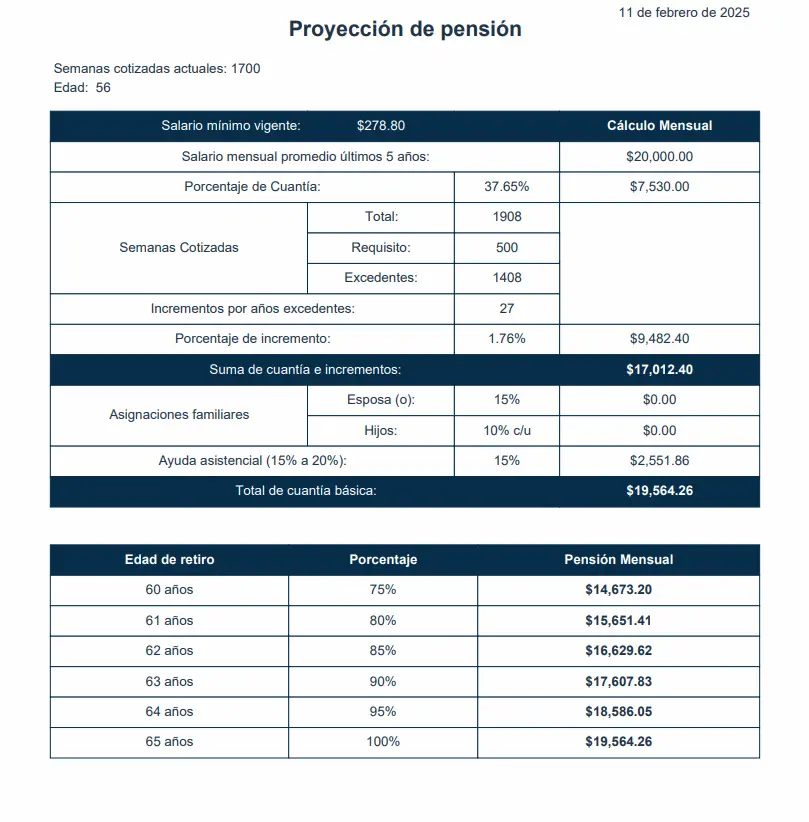 11 de febrero de 2025
Proyección de pensión
Semanas cotizadas actuales: 1700
Edad: 56
Salario mínimo vigente: $278.80 Cálculo Mensual
Salario mensual promedio últimos 5 años: $20,000.00
Porcentaje de Cuantía: 37.65% $7,530.00
Total: 1908
Semanas Cotizadas Requisito: 500
Excedentes: 1408
Incrementos por años excedentes: 27
Porcentaje de incremento: 1.76% $9,482.40
Suma de cuantía e incrementos: $17,012.40
Esposa (o): 15% $0.00
Asignaciones familiares
Hijos: 10% c/u $0.00
Ayuda asistencial (15% a 20%): 15% $2,551.86
Total de cuantía básica: $19,564.26
Edad de retiro Porcentaje Pensión Mensual
60 años 75% $14,673.20
61 años 80% $15,651.41
62 años 85% $16,629.62
63 años 90% $17,607.83
64 años 95% $18,586.05
65 años 100% $19,564.26